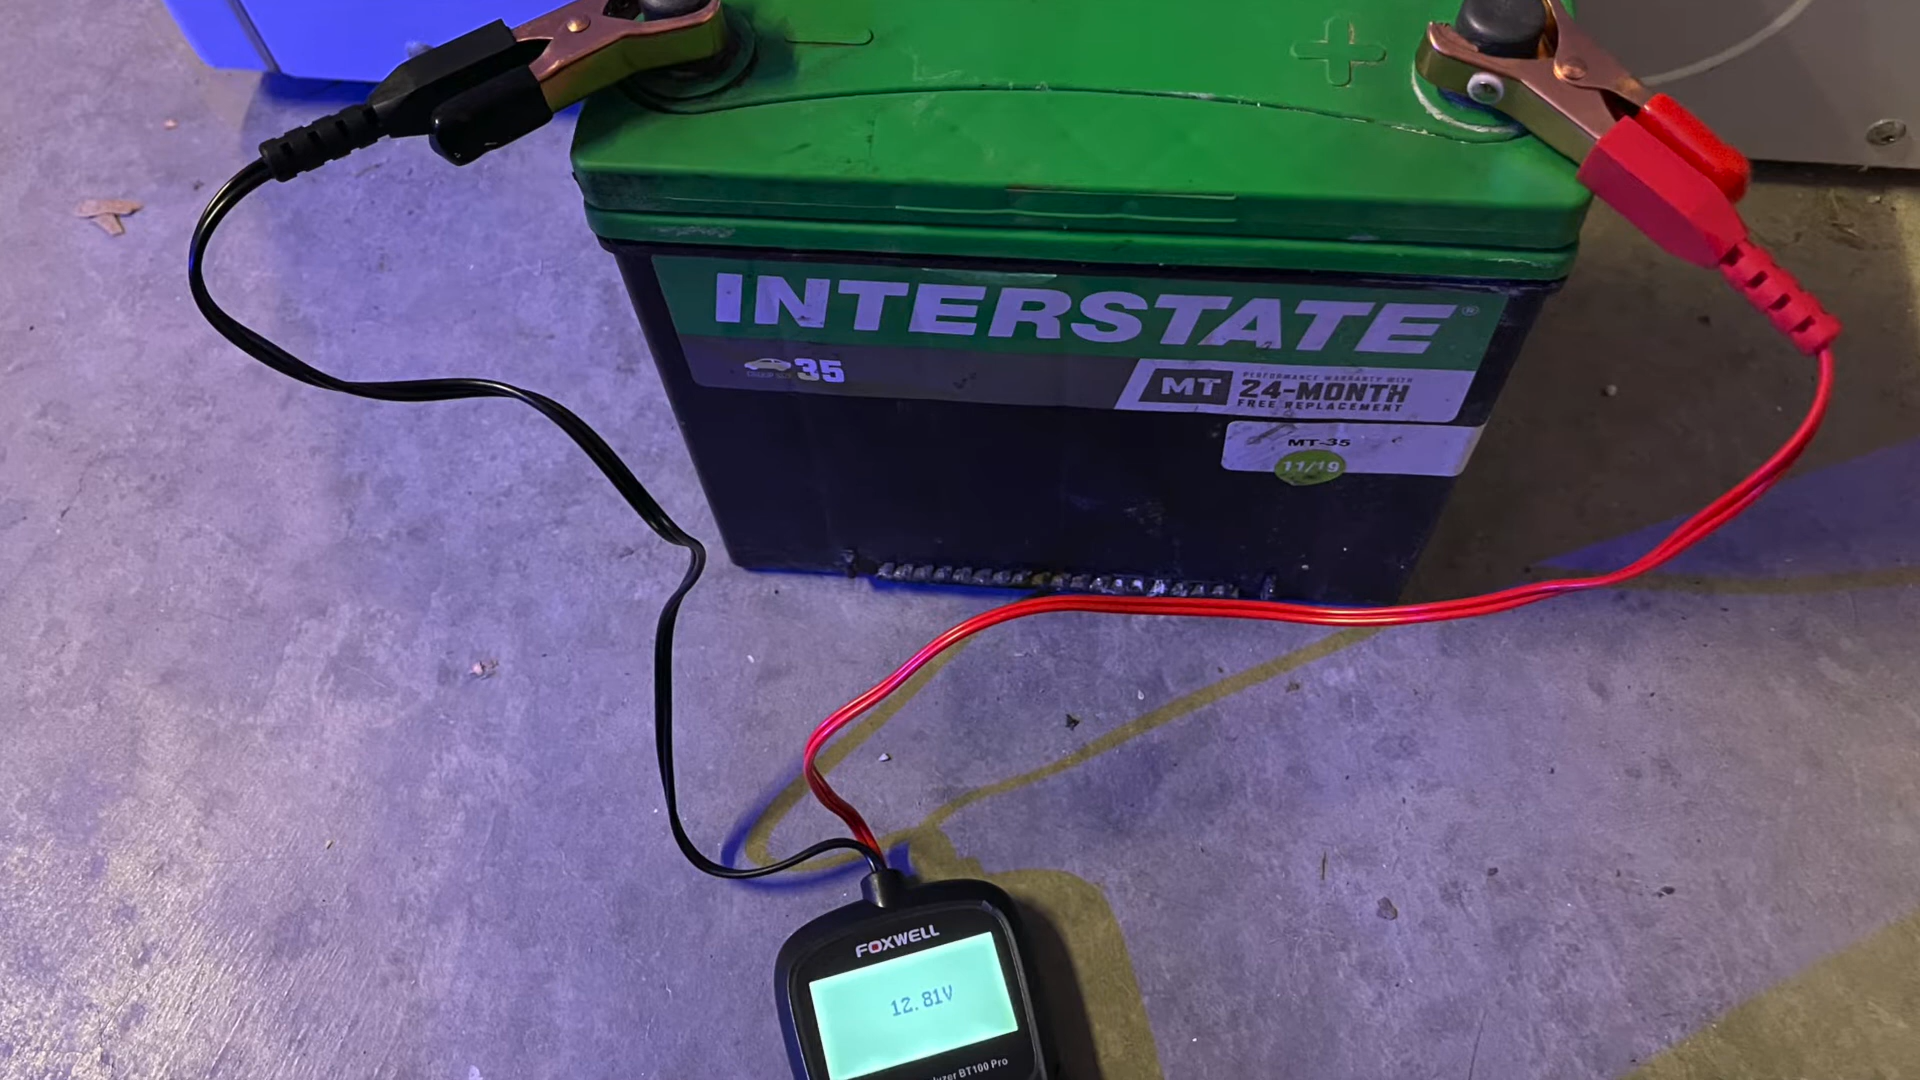 INTERSTATE®
35
MT
PERFORMANCE WARRANTY WITH
24-MONTH
FREE REPLACEMENT
MT-35
11/19
FOXWELL
12.81V
BT100 Pro